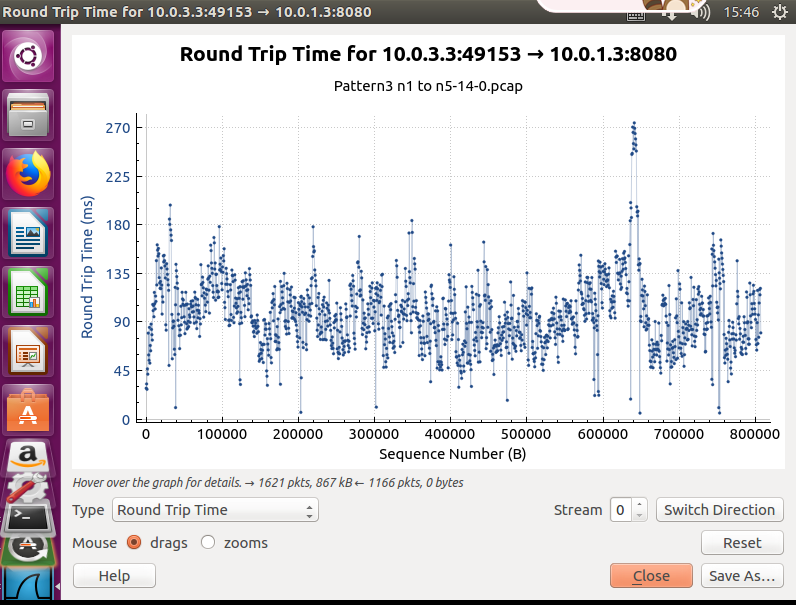 Round Trip Time for 10.0.3.3:49153 → 10.0.1.3:8080
15:46
Round Trip Time for 10.0.3.3:49153 → 10.0.1.3:8080
Pattern3 n1 to n5-14-0.pcap
Round Trip Time (ms)
270
225
180
135
90
45
0
0 100000 200000 300000 400000 500000 600000 700000 800000
Sequence Number (B)
Hover over the graph for details. → 1621 pkts, 867 kB ← 1166 pkts, 0 bytes
Type Round Trip Time Stream 0 Switch Direction
Mouse drags zooms Reset
Help Close Save As…